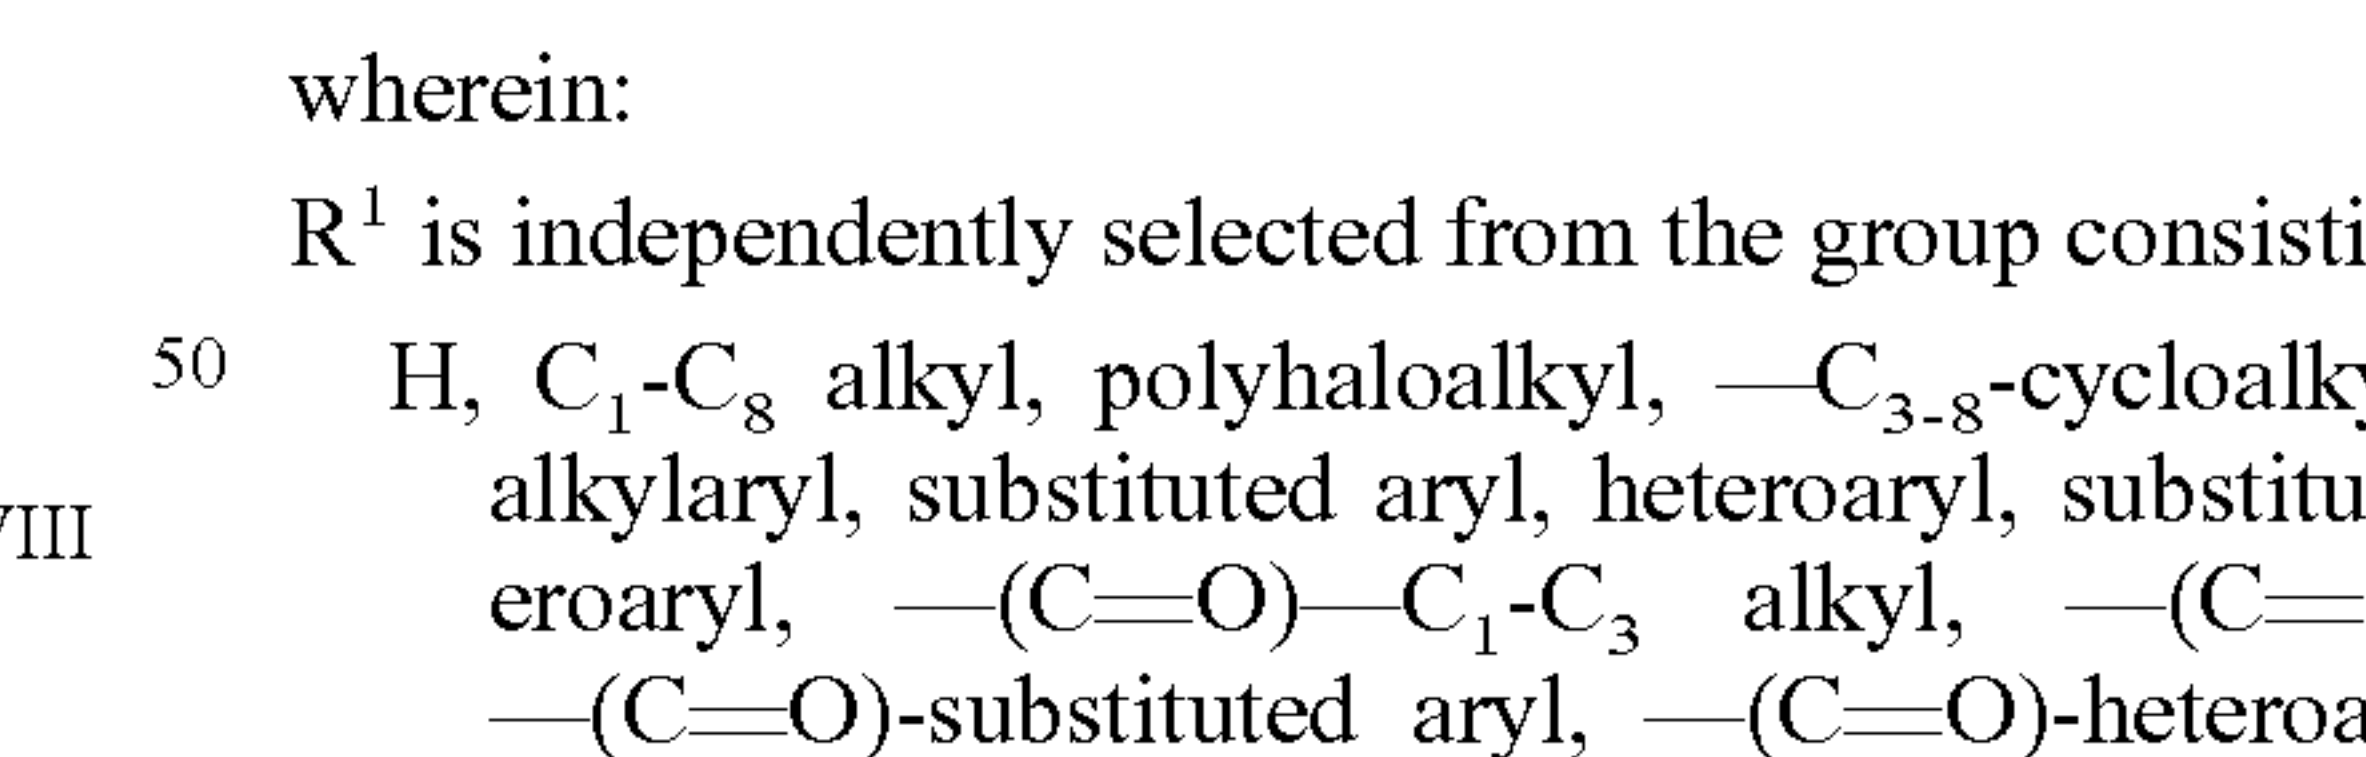 wherein:
R¹ is independently selected from the group consisti
50 H, C₁-C₈ alkyl, polyhaloalkyl, —C₃₋₈-cycloalky
alkylaryl, substituted aryl, heteroaryl, substitu
VIII
eroaryl, —(C=O)—C₁-C₃ alkyl, —(C=
—(C=O)-substituted aryl, —(C=O)-heteroa